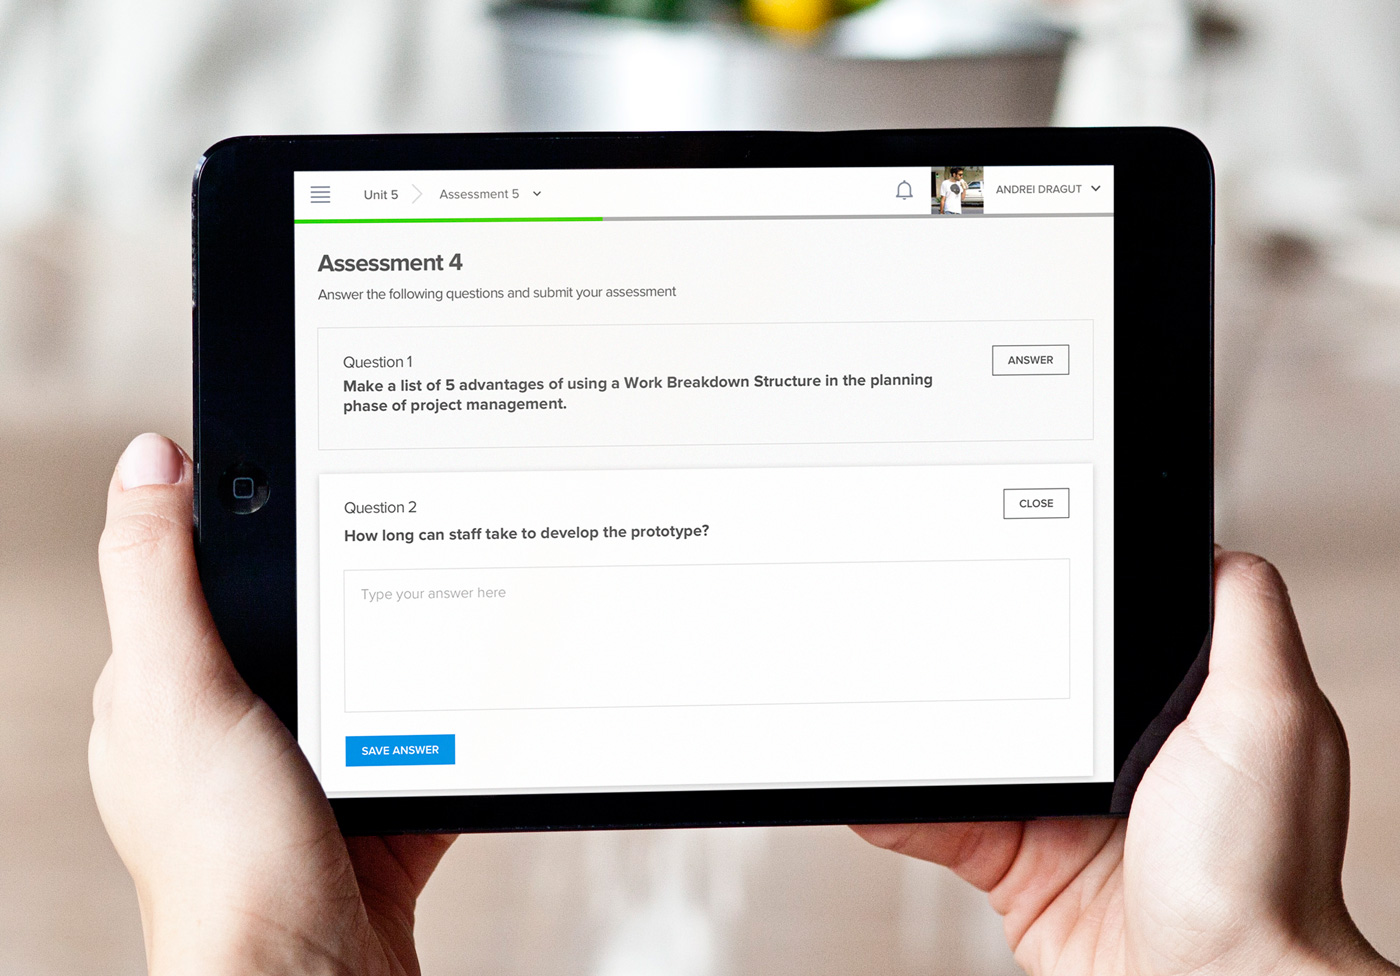 Unit 5
Assessment 5
ANDREI DRAGUT
Assessment 4
Answer the following questions and submit your assessment
Question 1
ANSWER
Make a list of 5 advantages of using a Work Breakdown Structure in the planning
phase of project management.
Question 2
CLOSE
How long can staff take to develop the prototype?
Type your answer here
SAVE ANSWER